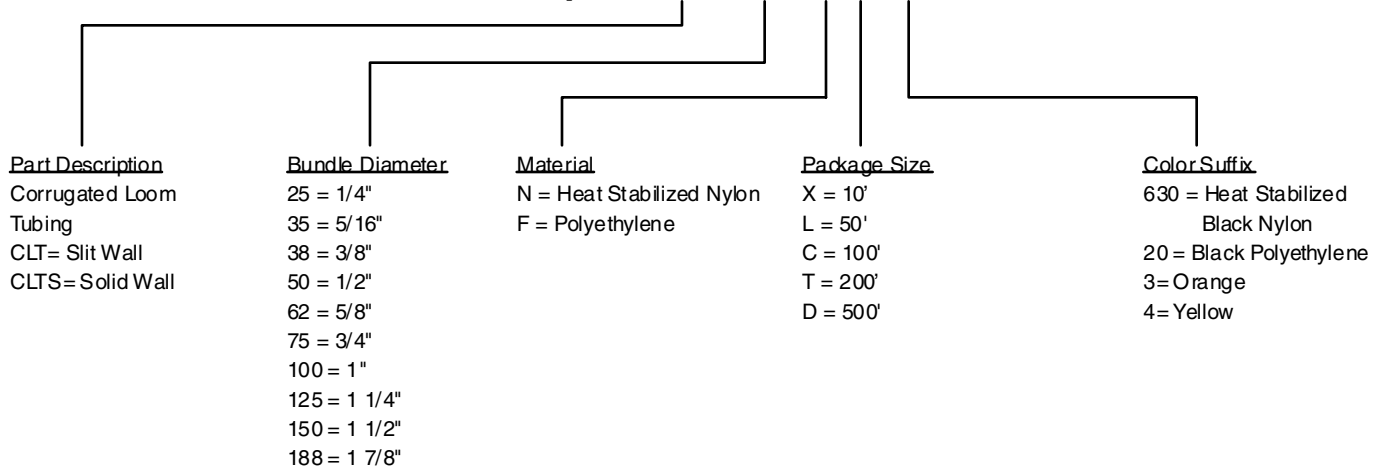 Part Description
Corrugated Loom
Tubing
CLT= Slit Wall
CLTS= Solid Wall
Bundle Diameter
25 = 1/4"
35 = 5/16"
38 = 3/8"
50 = 1/2"
62 = 5/8"
75 = 3/4"
100 = 1"
125 = 1 1/4"
150 = 1 1/2"
188 = 1 7/8"
Material
N = Heat Stabilized Nylon
F = Polyethylene
Package Size
X = 10'
L = 50'
C = 100'
T = 200'
D = 500'
Color Suffix
630 = Heat Stabilized
Black Nylon
20 = Black Polyethylene
3= Orange
4= Yellow